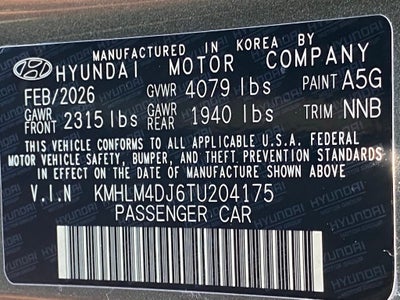 MANUFACTURED IN KOREA BY
HYUNDAI MOTOR COMPANY
FEB/2026 GVWR 4079 lbs PAINT A5G
GAWR FRONT 2315 lbs GAWR REAR 1940 lbs TRIM NNB
THIS VEHICLE CONFORMS TO ALL APPLICABLE U.S.A. FEDERAL
MOTOR VEHICLE SAFETY, BUMPER, AND THEFT PREVENTION STANDARDS
IN EFFECT ON THE DATE OF MANUFACTURE SHOWN ABOVE.
V.I.N KMHLM4DJ6TU204175
PASSENGER CAR